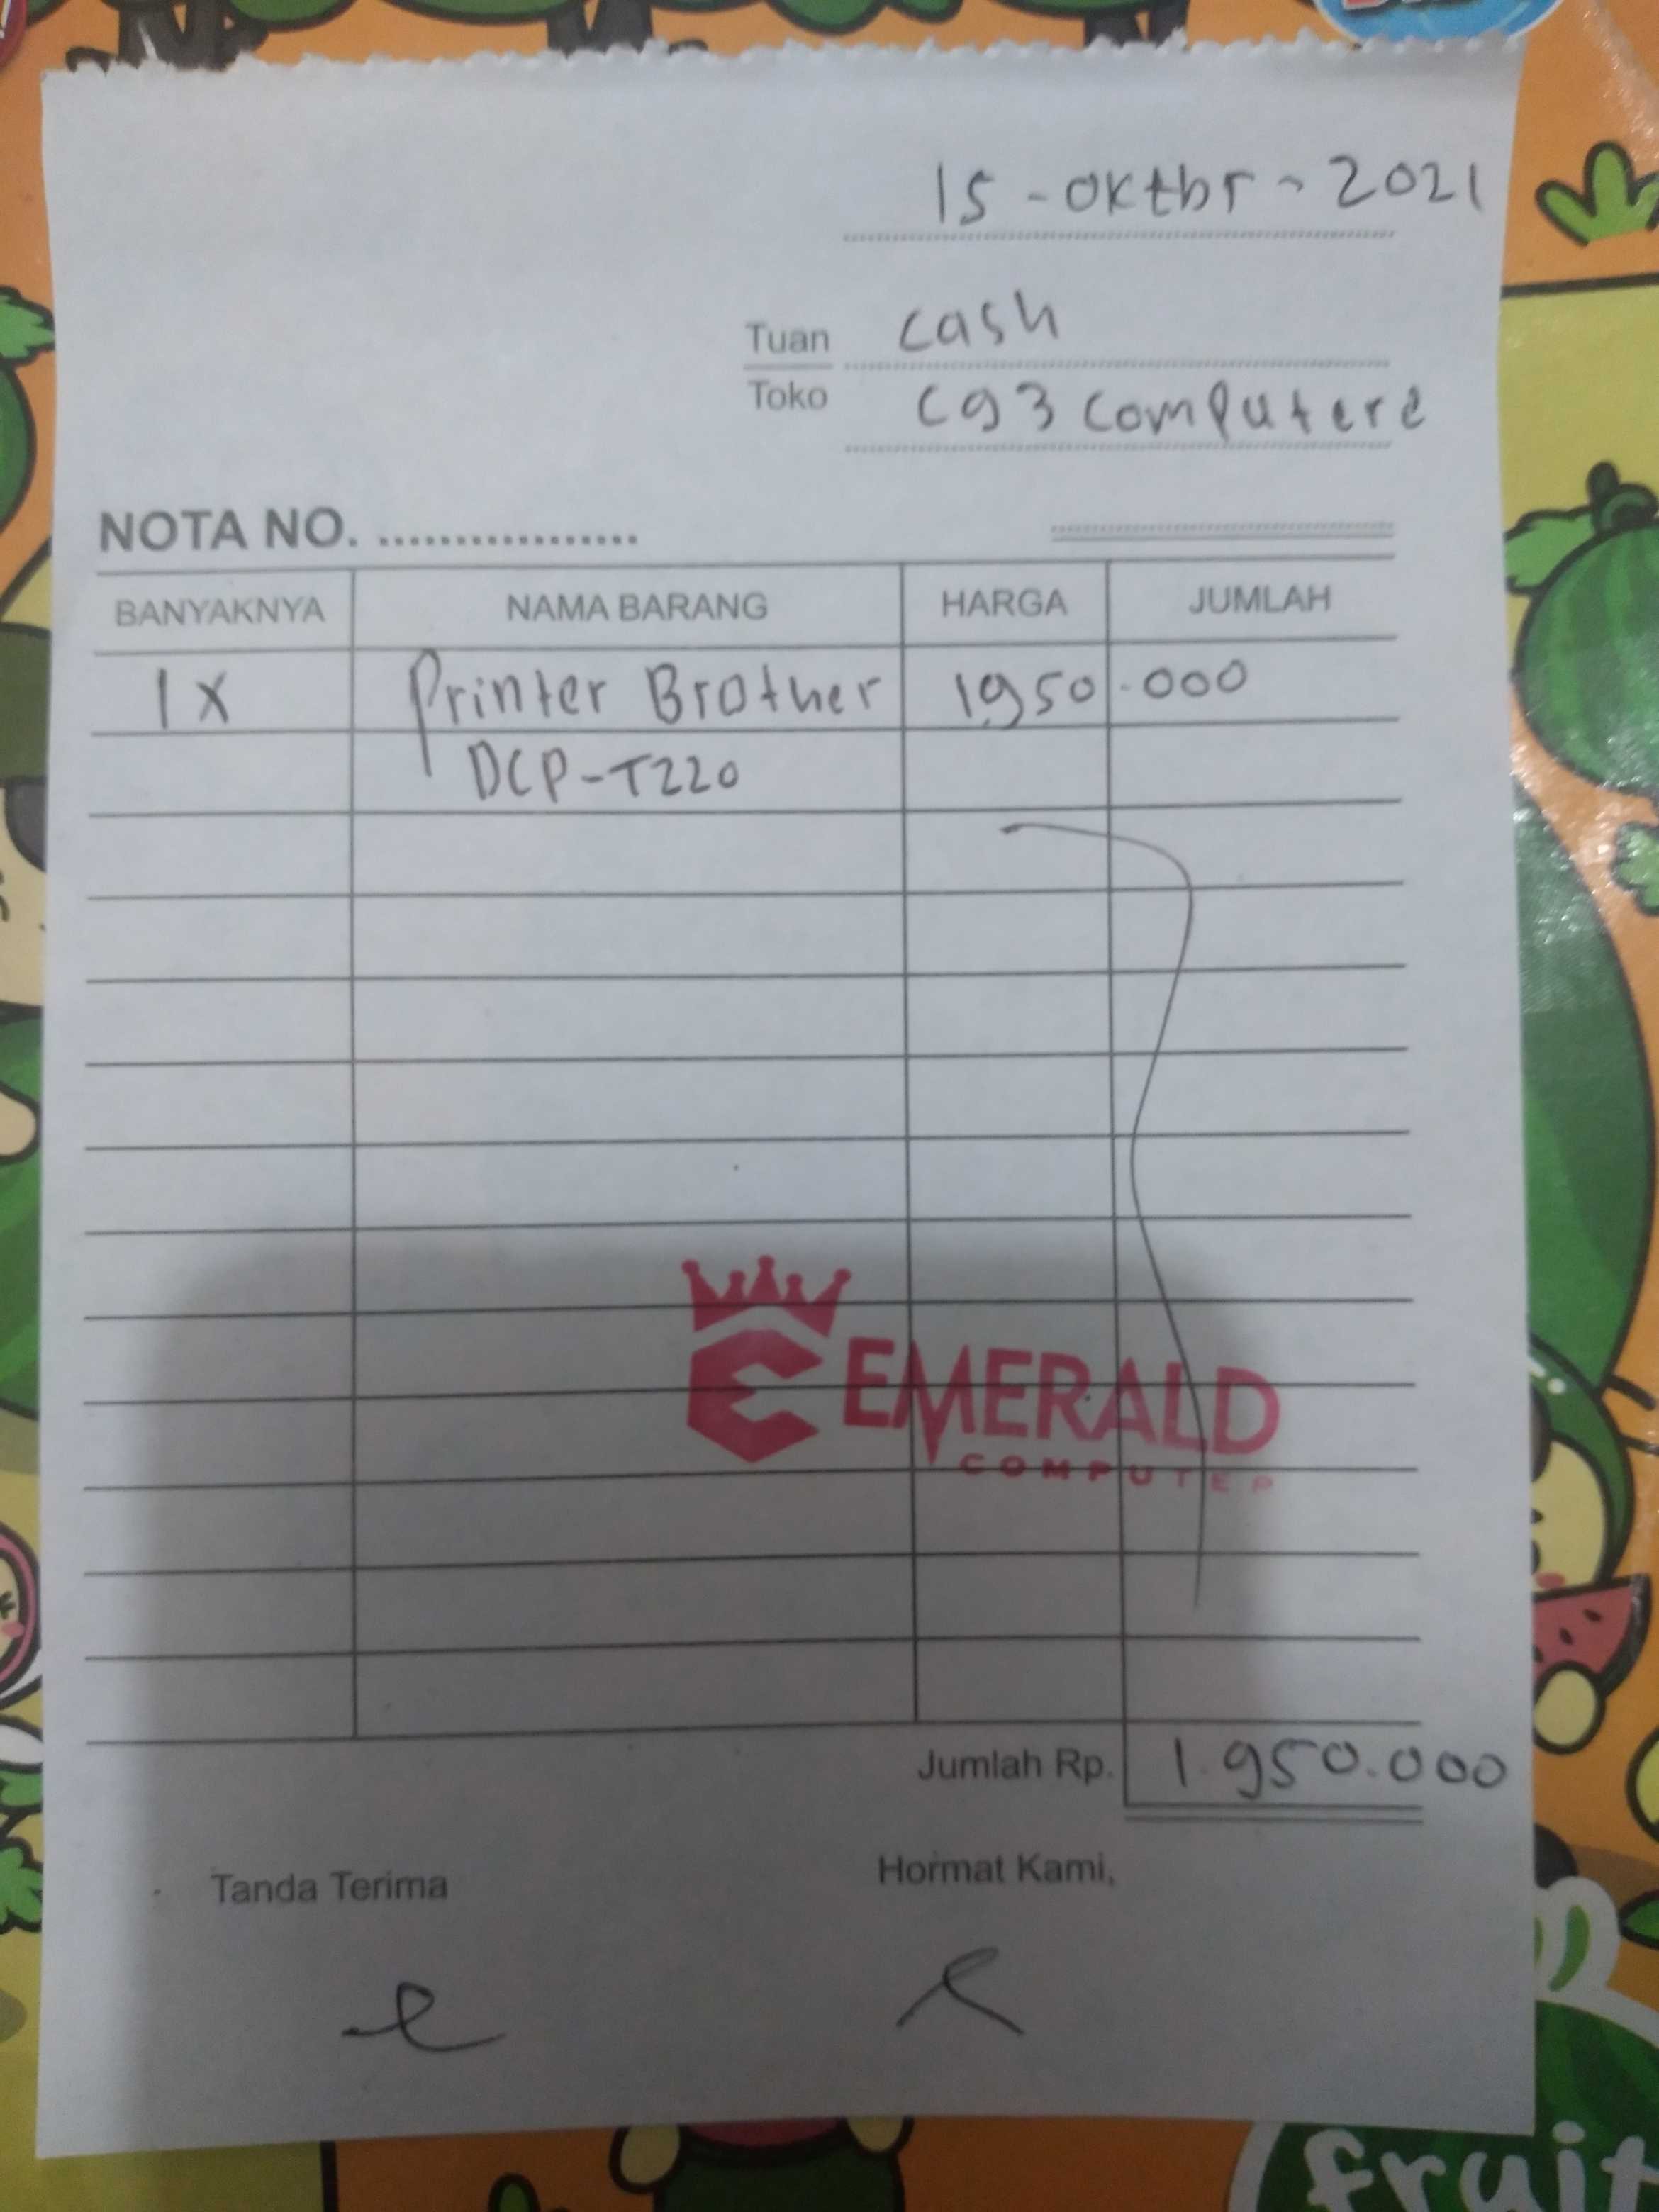 15 - oktbr - 2021
Tuan cash
Toko cg3 computere
NOTA NO. .................
BANYAKNYA NAMA BARANG HARGA JUMLAH
1 X Printer Brother 1950.000
DCP-T220
EMERALD
COMPUTER
Jumlah Rp. 1.950.000
Tanda Terima Hormat Kami,
fruit